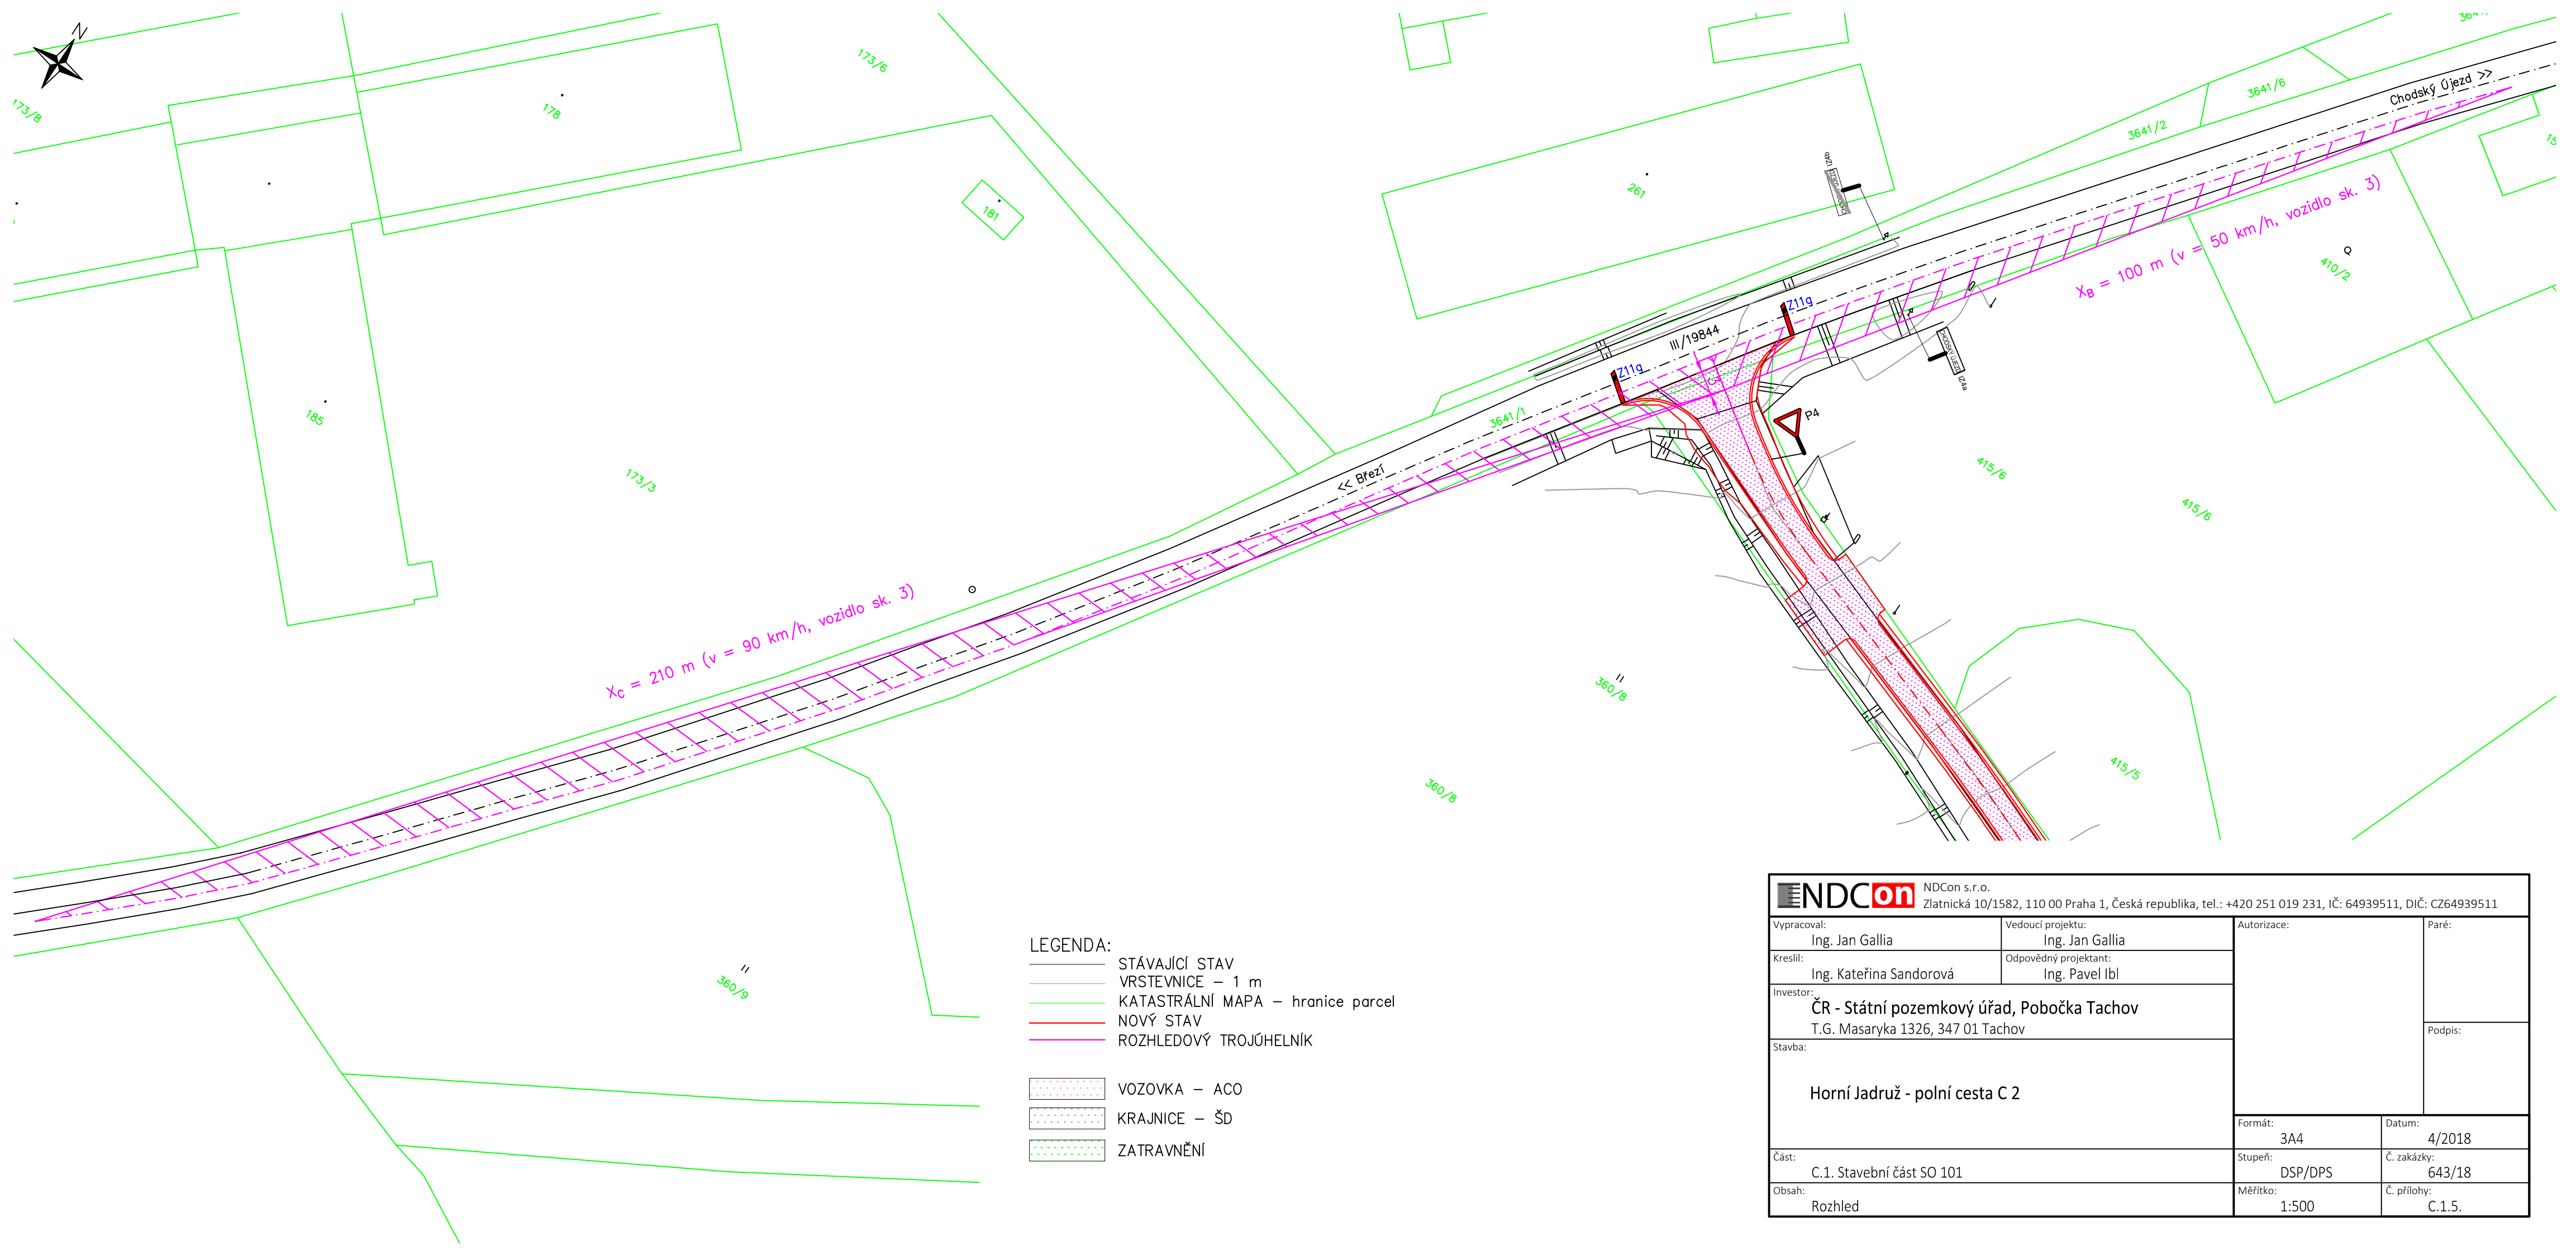 N
173/8
178
173/6
181
185
173/3
261
IZ4b
3641/2
3641/6
Chodský Újezd >>
X_B = 100 m (v = 50 km/h, vozidlo sk. 3)
410/2
Z11g
III/19844
Z11g
3641/1
CHODSKÝ ÚJEZD
IZ4a
P4
<< Březí
415/6
415/6
X_C = 210 m (v = 90 km/h, vozidlo sk. 3)
360/8
360/8
415/5
360/9
LEGENDA:
STÁVAJÍCÍ STAV
VRSTEVNICE – 1 m
KATASTRÁLNÍ MAPA – hranice parcel
NOVÝ STAV
ROZHLEDOVÝ TROJÚHELNÍK
VOZOVKA – ACO
KRAJNICE – ŠD
ZATRAVNĚNÍ
NDCon
NDCon s.r.o.
Zlatnická 10/1582, 110 00 Praha 1, Česká republika, tel.: +420 251 019 231, IČ: 64939511, DIČ: CZ64939511
Vypracoval:
Ing. Jan Gallia
Vedoucí projektu:
Ing. Jan Gallia
Autorizace:
Paré:
Kreslil:
Ing. Kateřina Sandorová
Odpovědný projektant:
Ing. Pavel Ibl
Investor:
ČR - Státní pozemkový úřad, Pobočka Tachov
T.G. Masaryka 1326, 347 01 Tachov
Podpis:
Stavba:
Horní Jadruž - polní cesta C 2
Formát:
3A4
Datum:
4/2018
Část:
C.1. Stavební část SO 101
Stupeň:
DSP/DPS
Č. zakázky:
643/18
Obsah:
Rozhled
Měřítko:
1:500
Č. přílohy:
C.1.5.